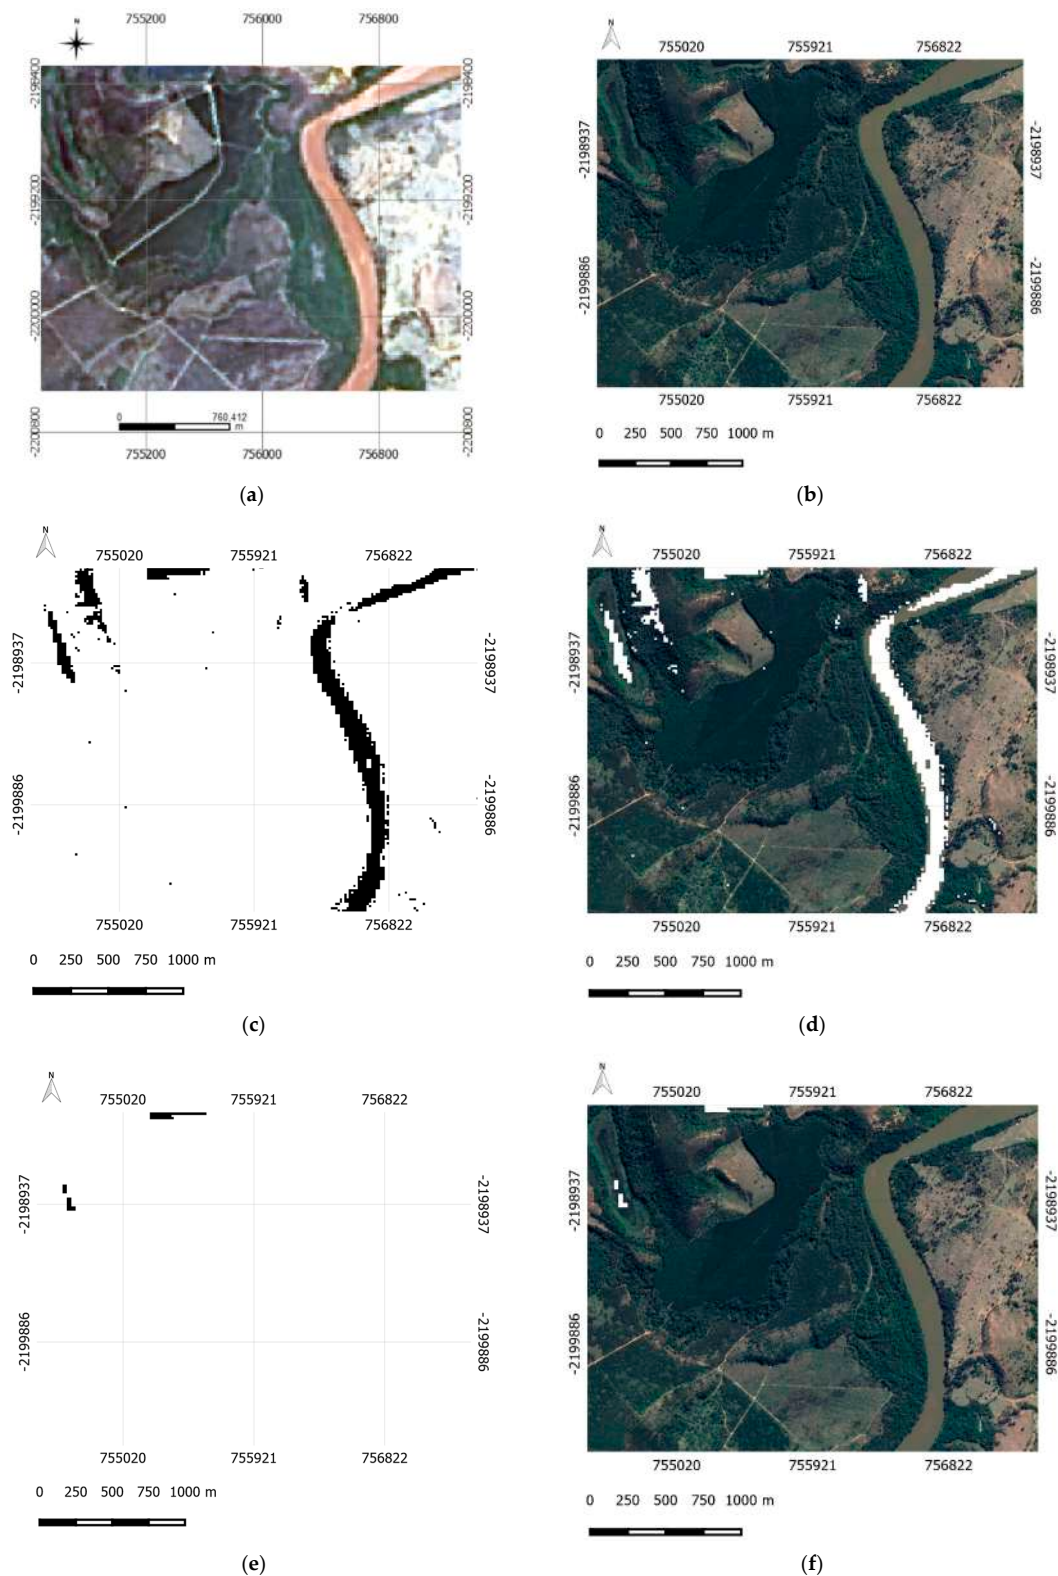 N
755200 756000 756800
-2198400 -2198400
-2199200 -2199200
-2200000 -2200000
0 760,412
m
-2200800 -2200800
755200 756000 756800
(a)
N
755020 755921 756822
-2198937 -2198937
-2199886 -2199886
755020 755921 756822
0 250 500 750 1000 m
(b)
N
755020 755921 756822
-2198937 -2198937
-2199886 -2199886
755020 755921 756822
0 250 500 750 1000 m
(c)
N
755020 755921 756822
-2198937 -2198937
-2199886 -2199886
755020 755921 756822
0 250 500 750 1000 m
(d)
N
755020 755921 756822
-2198937 -2198937
-2199886 -2199886
755020 755921 756822
0 250 500 750 1000 m
(e)
N
755020 755921 756822
-2198937 -2198937
-2199886 -2199886
755020 755921 756822
0 250 500 750 1000 m
(f)